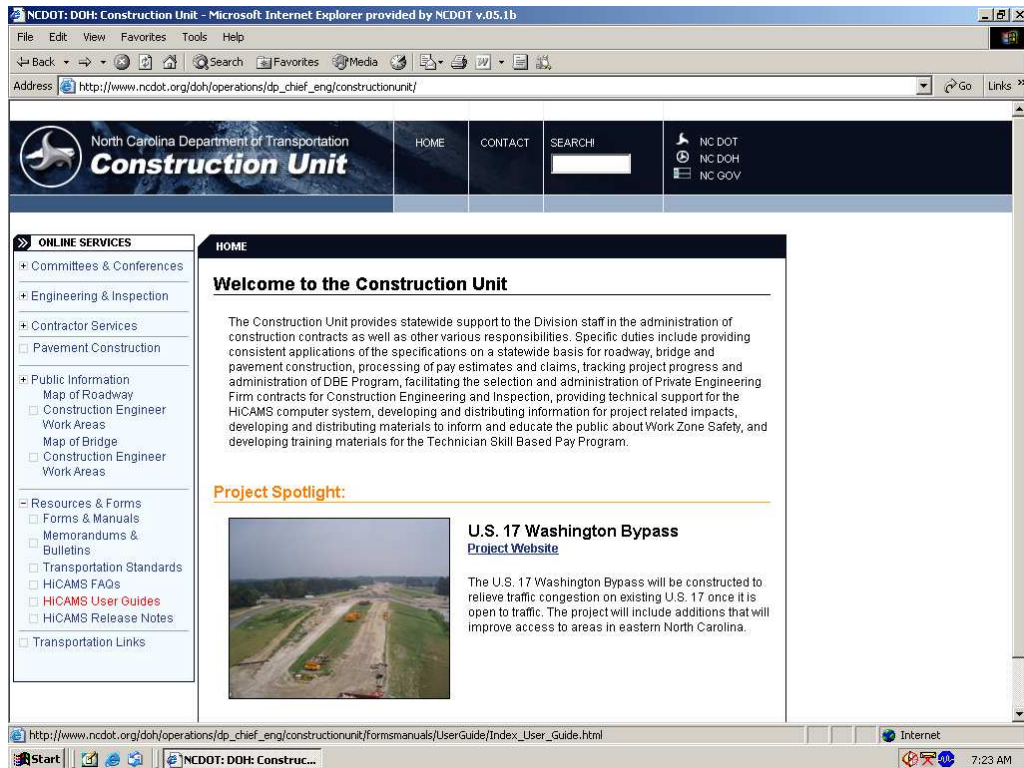 NCDOT: DOH: Construction Unit - Microsoft Internet Explorer provided by NCDOT v.05.1b
File Edit View Favorites Tools Help
Back Search Favorites Media
Address http://www.ncdot.org/doh/operations/dp_chief_eng/constructionunit/ Go Links »
North Carolina Department of Transportation
Construction Unit
HOME CONTACT SEARCH!
NC DOT
NC DOH
NC GOV
ONLINE SERVICES
Committees & Conferences
Engineering & Inspection
Contractor Services
Pavement Construction
Public Information
Map of Roadway
Construction Engineer
Work Areas
Map of Bridge
Construction Engineer
Work Areas
Resources & Forms
Forms & Manuals
Memorandums &
Bulletins
Transportation Standards
HiCAMS FAQs
HiCAMS User Guides
HiCAMS Release Notes
Transportation Links
HOME
Welcome to the Construction Unit
The Construction Unit provides statewide support to the Division staff in the administration of
construction contracts as well as other various responsibilities. Specific duties include providing
consistent applications of the specifications on a statewide basis for roadway, bridge and
pavement construction, processing of pay estimates and claims, tracking project progress and
administration of DBE Program, facilitating the selection and administration of Private Engineering
Firm contracts for Construction Engineering and Inspection, providing technical support for the
HiCAMS computer system, developing and distributing information for project related impacts,
developing and distributing materials to inform and educate the public about Work Zone Safety, and
developing training materials for the Technician Skill Based Pay Program.
Project Spotlight:
U.S. 17 Washington Bypass
Project Website
The U.S. 17 Washington Bypass will be constructed to
relieve traffic congestion on existing U.S. 17 once it is
open to traffic. The project will include additions that will
improve access to areas in eastern North Carolina.
http://www.ncdot.org/doh/operations/dp_chief_eng/constructionunit/formsmanuals/UserGuide/Index_User_Guide.html Internet
Start NCDOT: DOH: Construc... 7:23 AM